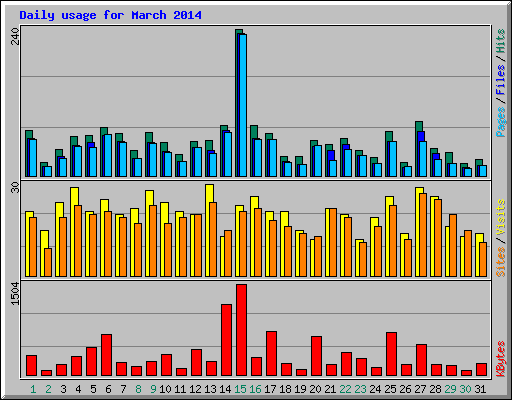 Daily usage for March 2014
240
Pages / Files / Hits
30
Sites / Visits
1504
KBytes
1 2 3 4 5 6 7 8 9 10 11 12 13 14 15 16 17 18 19 20 21 22 23 24 25 26 27 28 29 30 31